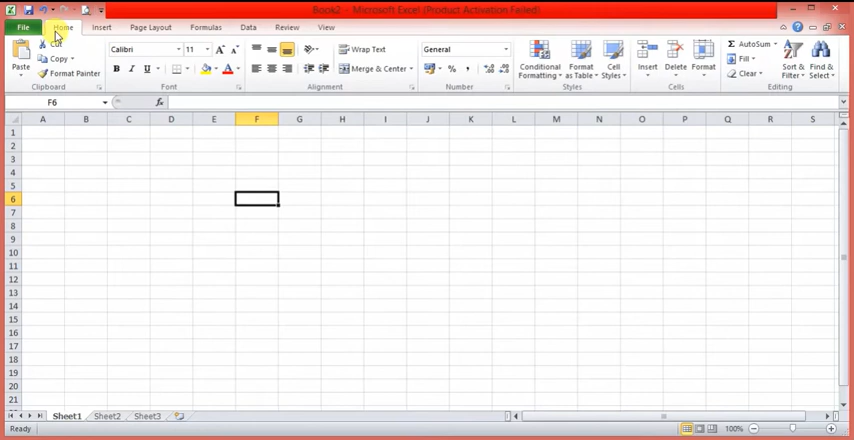 Book2 - Microsoft Excel (Product Activation Failed)
File Home Insert Page Layout Formulas Data Review View
Paste
Cut
Copy
Format Painter
Clipboard
Calibri 11
B I U
Font
Wrap Text
Merge & Center
Alignment
General
Number
Conditional Formatting
Format as Table
Cell Styles
Styles
Insert Delete Format
Cells
AutoSum
Fill
Clear
Sort & Filter
Find & Select
Editing
F6 fx
A B C D E F G H I J K L M N O P Q R S
1
2
3
4
5
6
7
8
9
10
11
12
13
14
15
16
17
18
19
20
21
Sheet1 Sheet2 Sheet3
Ready 100%